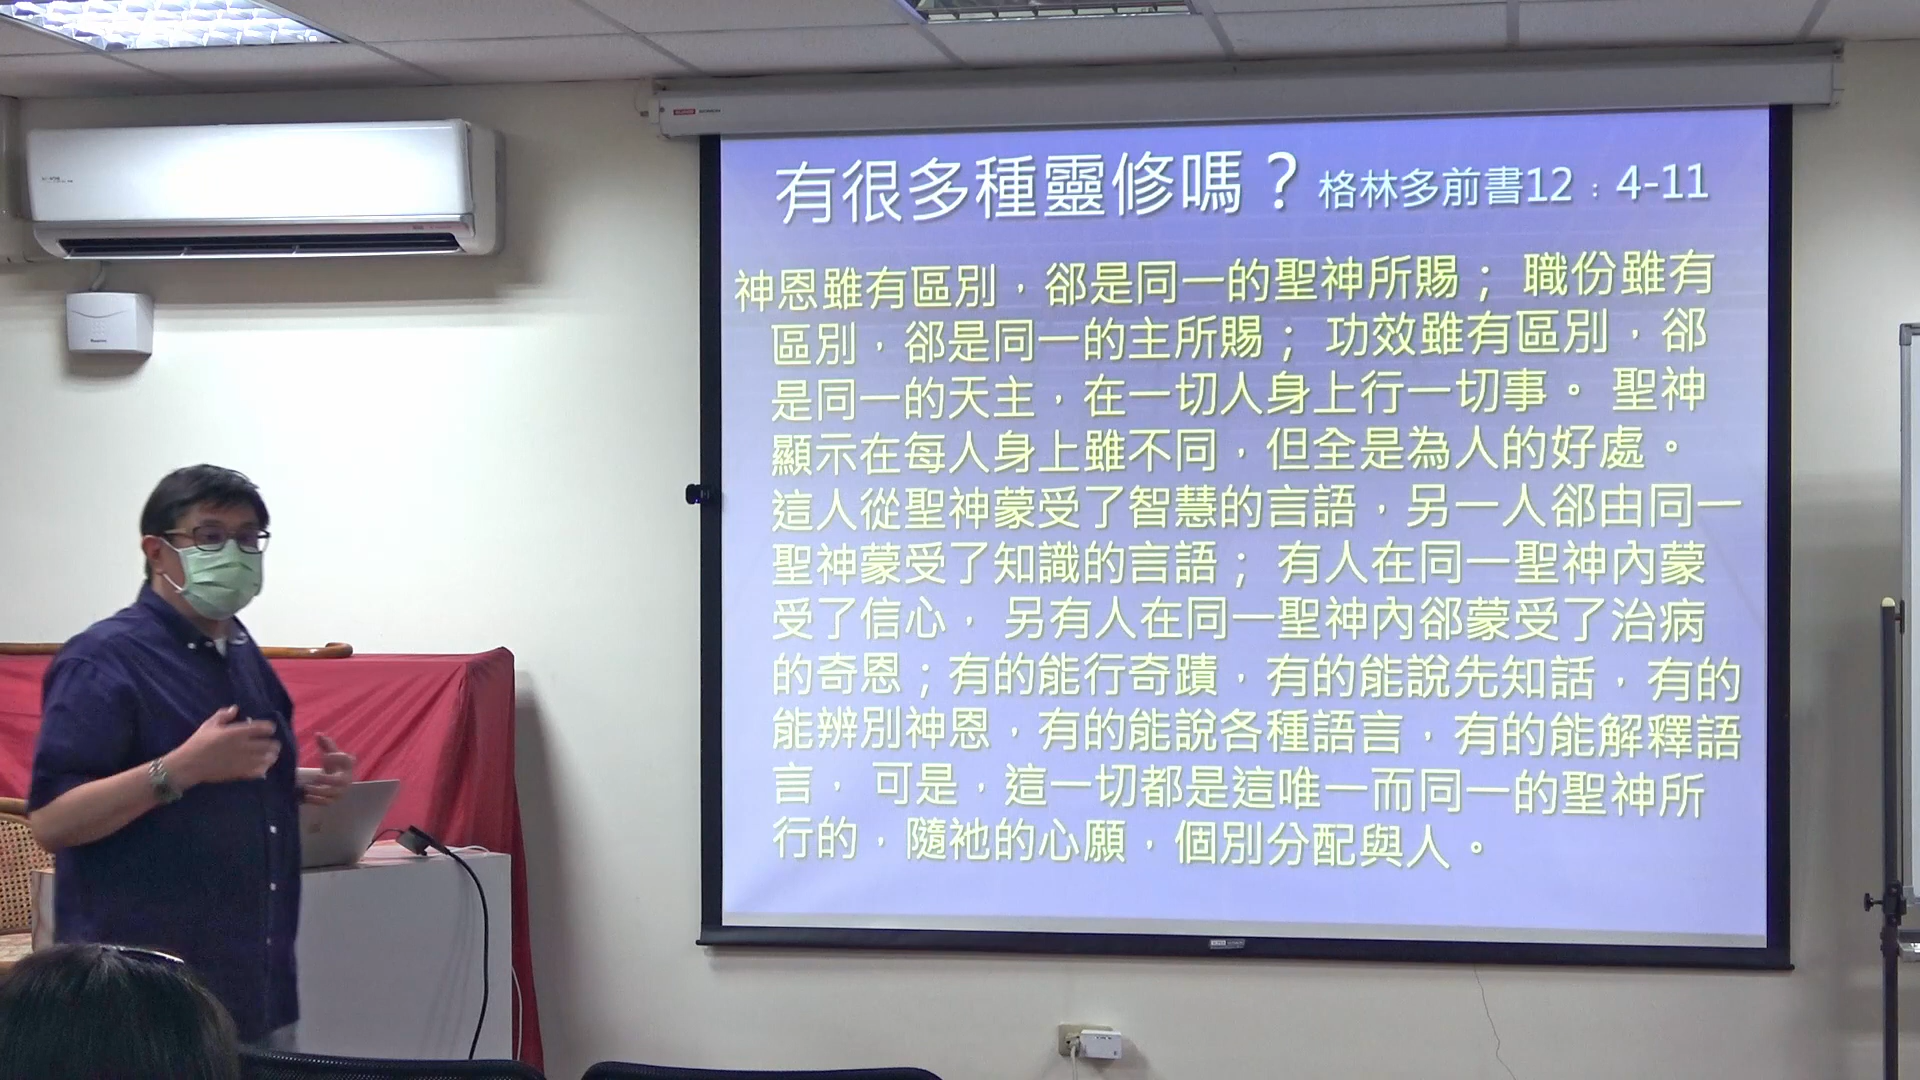 有很多種靈修嗎？格林多前書12：4-11
神恩雖有區別，卻是同一的聖神所賜； 職份雖有
區別，卻是同一的主所賜； 功效雖有區別，卻
是同一的天主，在一切人身上行一切事。 聖神
顯示在每人身上雖不同，但全是為人的好處。
這人從聖神蒙受了智慧的言語，另一人卻由同一
聖神蒙受了知識的言語； 有人在同一聖神內蒙
受了信心， 另有人在同一聖神內卻蒙受了治病
的奇恩；有的能行奇蹟，有的能說先知話，有的
能辨別神恩，有的能說各種語言，有的能解釋語
言， 可是，這一切都是這唯一而同一的聖神所
行的，隨祂的心願，個別分配與人。